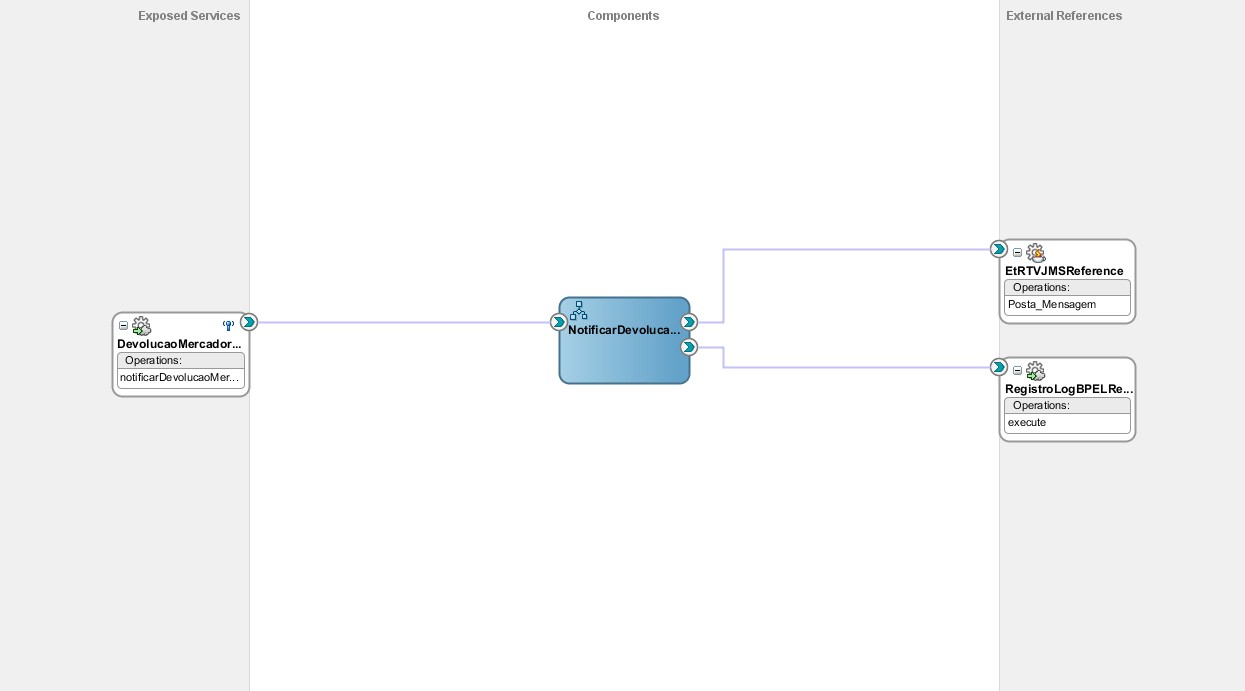 Exposed Services
Components
External References
DevolucaoMercador...
Operations:
notificarDevolucaoMer...
NotificarDevoluca...
EtRTVJMSReference
Operations:
Posta_Mensagem
RegistroLogBPELRe...
Operations:
execute